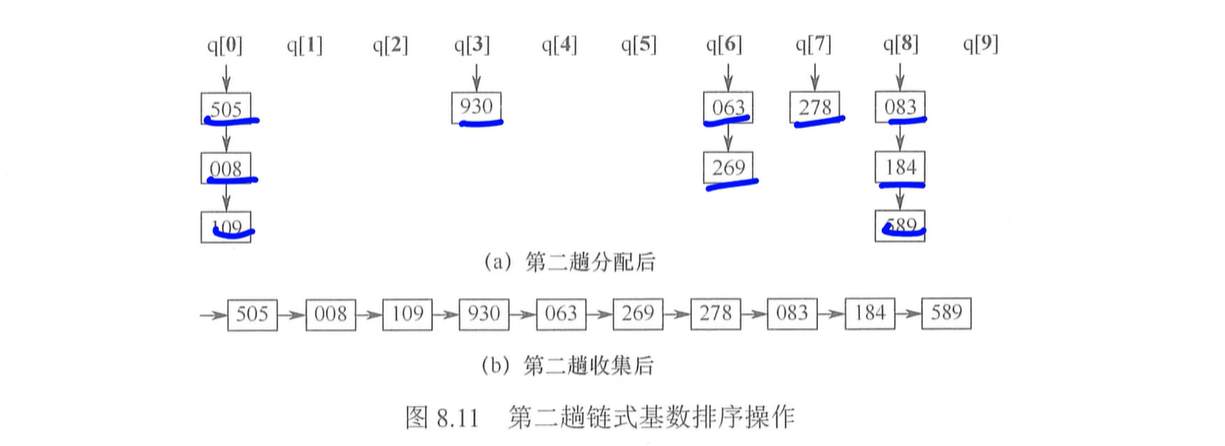 q[0] q[1] q[2] q[3] q[4] q[5] q[6] q[7] q[8] q[9]
505 930 063 278 083
008 269 184
109 589
(a) 第二趟分配后
505 008 109 930 063 269 278 083 184 589
(b) 第二趟收集后
图 8.11 第二趟链式基数排序操作